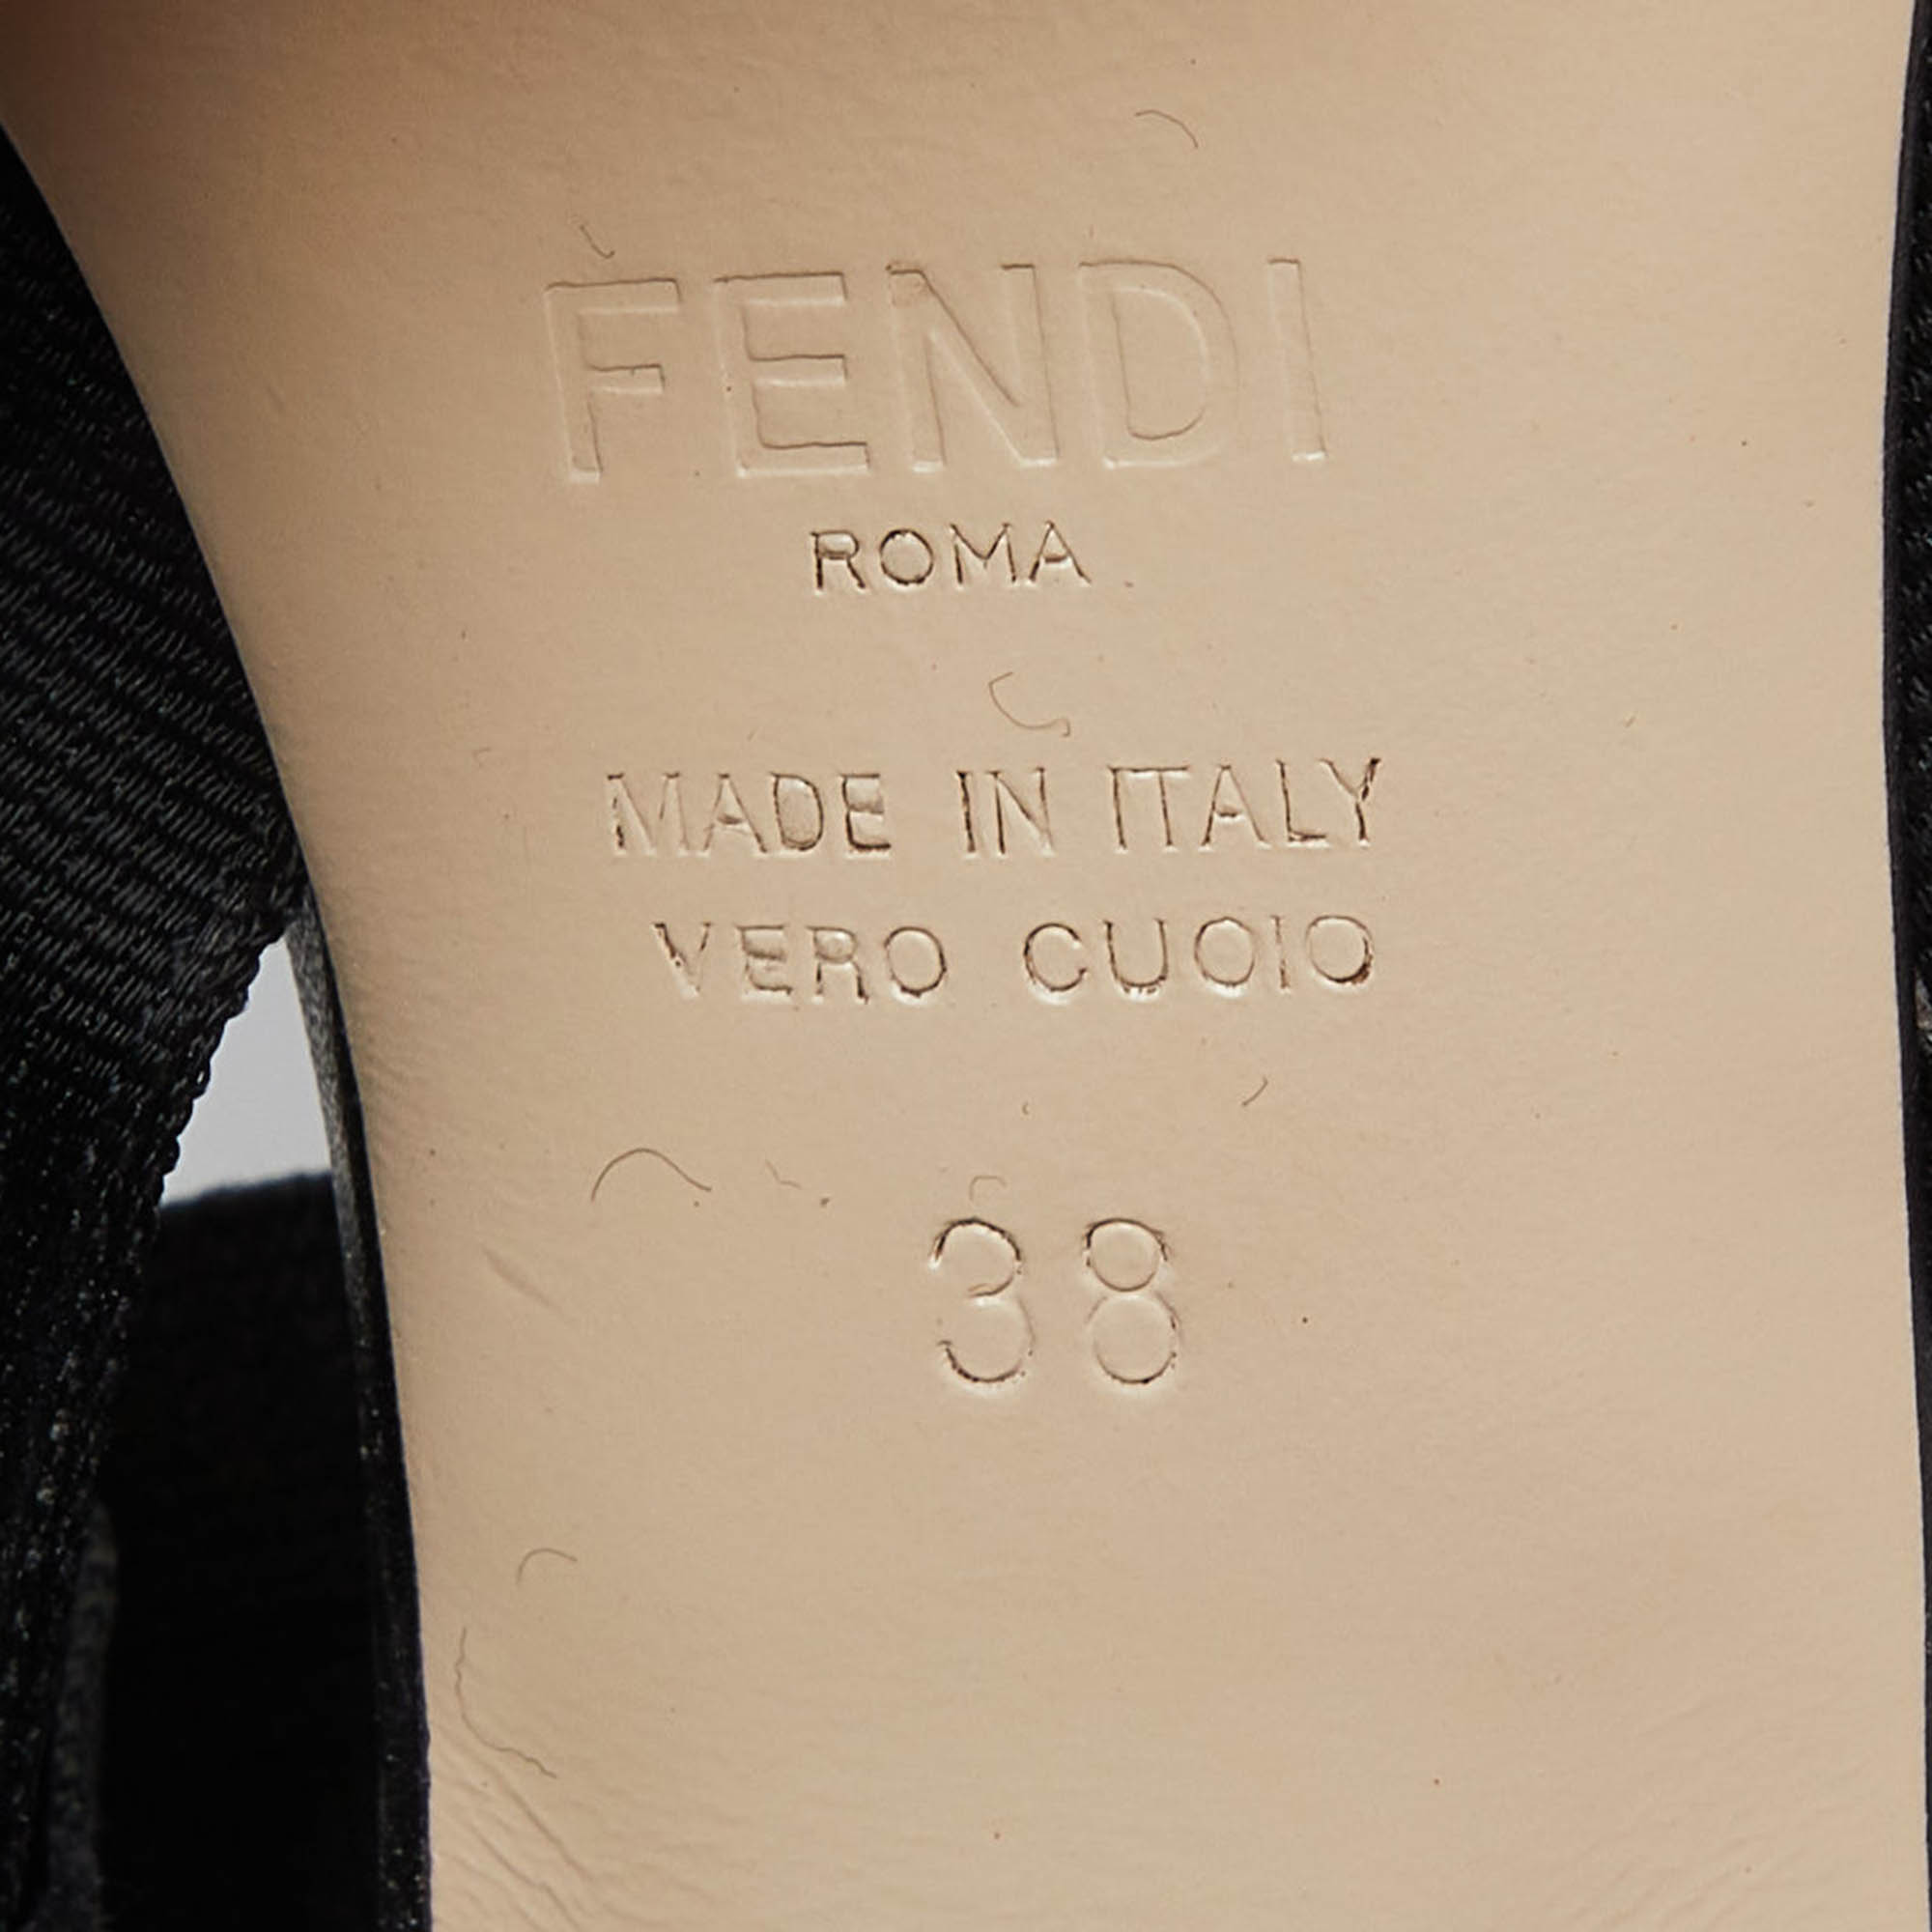 FENDI
ROMA
MADE IN ITALY
VERO CUOIO
38